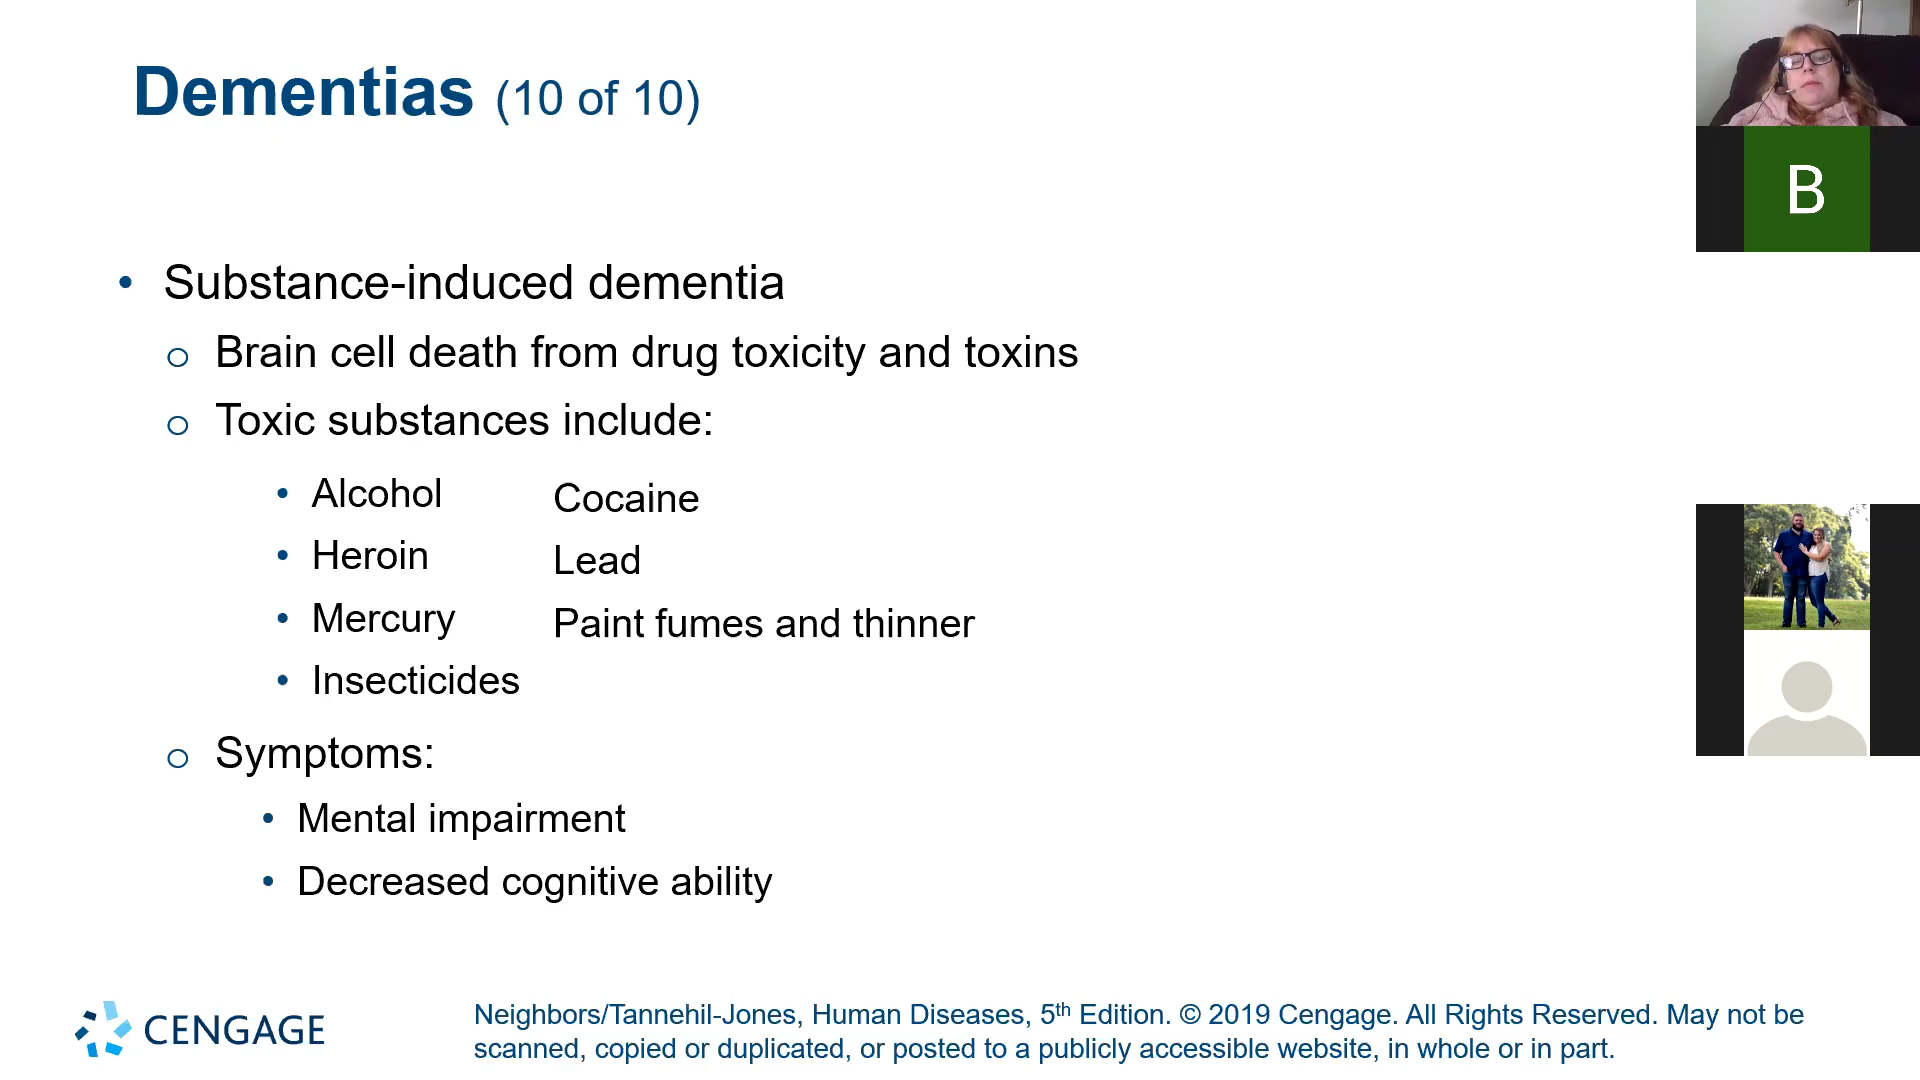 Dementias (10 of 10)
B
• Substance-induced dementia
o Brain cell death from drug toxicity and toxins
o Toxic substances include:
• Alcohol Cocaine
• Heroin Lead
• Mercury Paint fumes and thinner
• Insecticides
o Symptoms:
• Mental impairment
• Decreased cognitive ability
CENGAGE
Neighbors/Tannehil-Jones, Human Diseases, 5th Edition. © 2019 Cengage. All Rights Reserved. May not be
scanned, copied or duplicated, or posted to a publicly accessible website, in whole or in part.